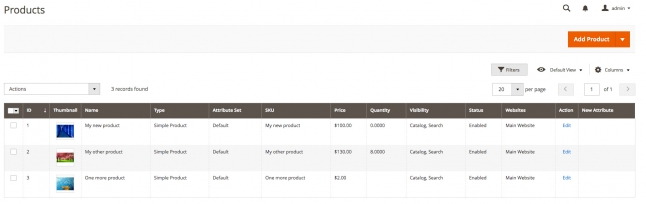 Products
admin
Add Product
Filters Default View Columns
Actions 3 records found 20 per page 1 of 1
ID Thumbnail Name Type Attribute Set SKU Price Quantity Visibility Status Websites Action New Attribute
1 My new product Simple Product Default My new product $100.00 0.0000 Catalog, Search Enabled Main Website Edit
2 My other product Simple Product Default My other product $130.00 8.0000 Catalog, Search Enabled Main Website Edit
3 One more product Simple Product Default One more product $2.00 Catalog, Search Enabled Main Website Edit